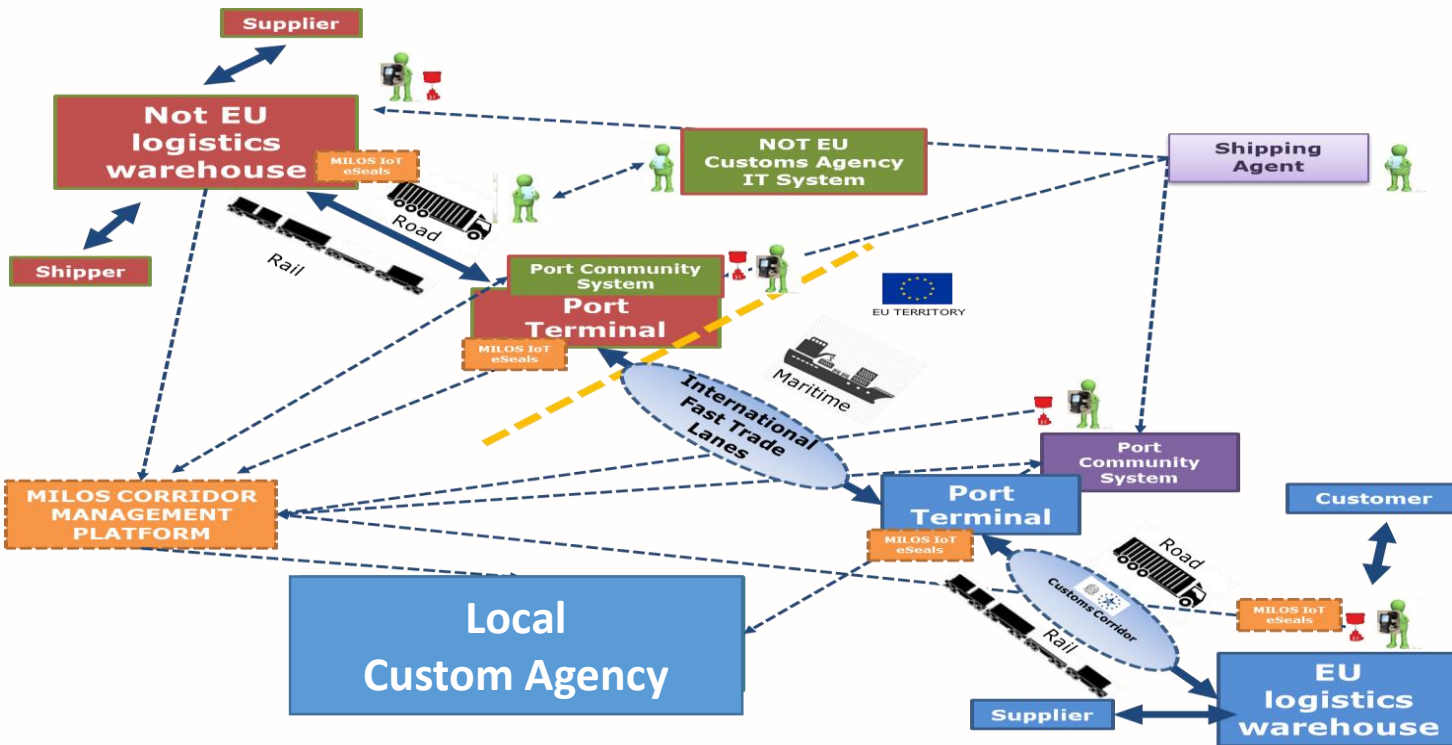 Supplier
Not EU
logistics
warehouse
MILOS IoT
eSeals
NOT EU
Customs Agency
IT System
Shipping
Agent
Road
Rail
Shipper
Port Community
System
Port
Terminal
MILOS IoT
eSeals
EU TERRITORY
Maritime
International
Fast Trade
Lanes
Port
Community
System
MILOS CORRIDOR
MANAGEMENT
PLATFORM
Port
Terminal
MILOS IoT
eSeals
Customer
Road
Customs Corridor
Rail
MILOS IoT
eSeals
Local
Custom Agency
EU
logistics
warehouse
Supplier